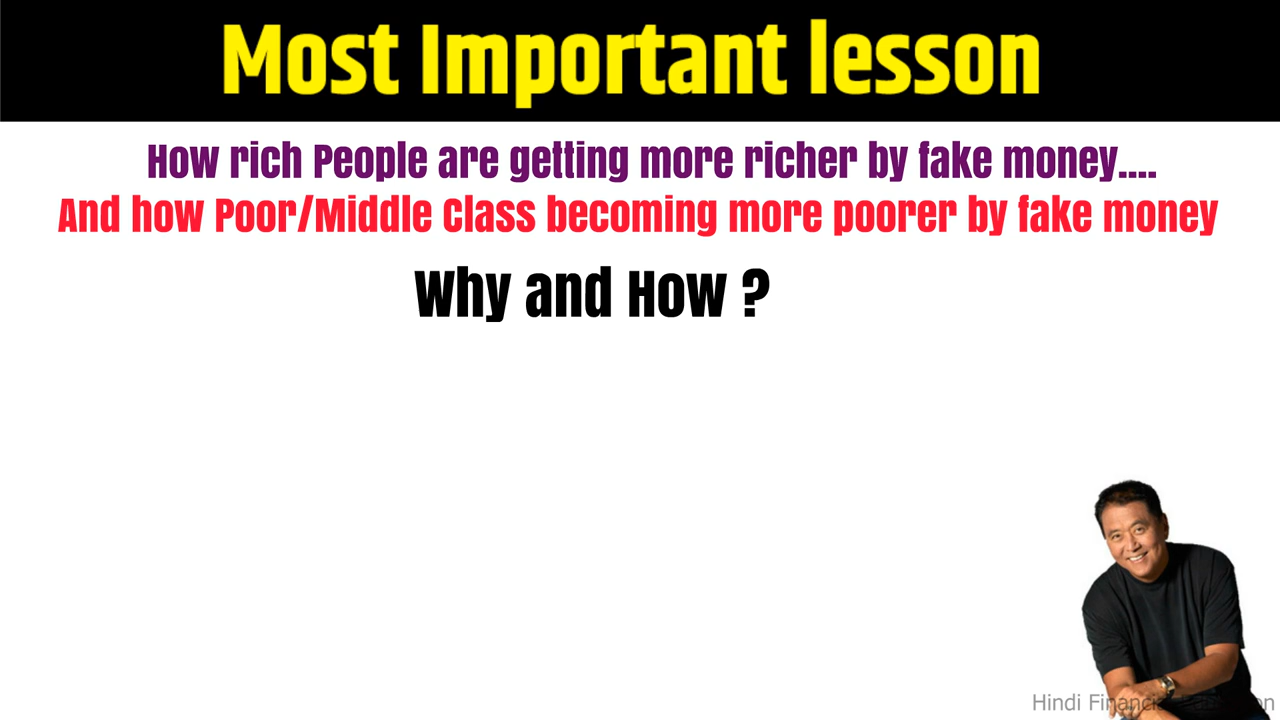 Most Important lesson
How rich People are getting more richer by fake money....
And how Poor/Middle Class becoming more poorer by fake money
Why and How ?
Hindi